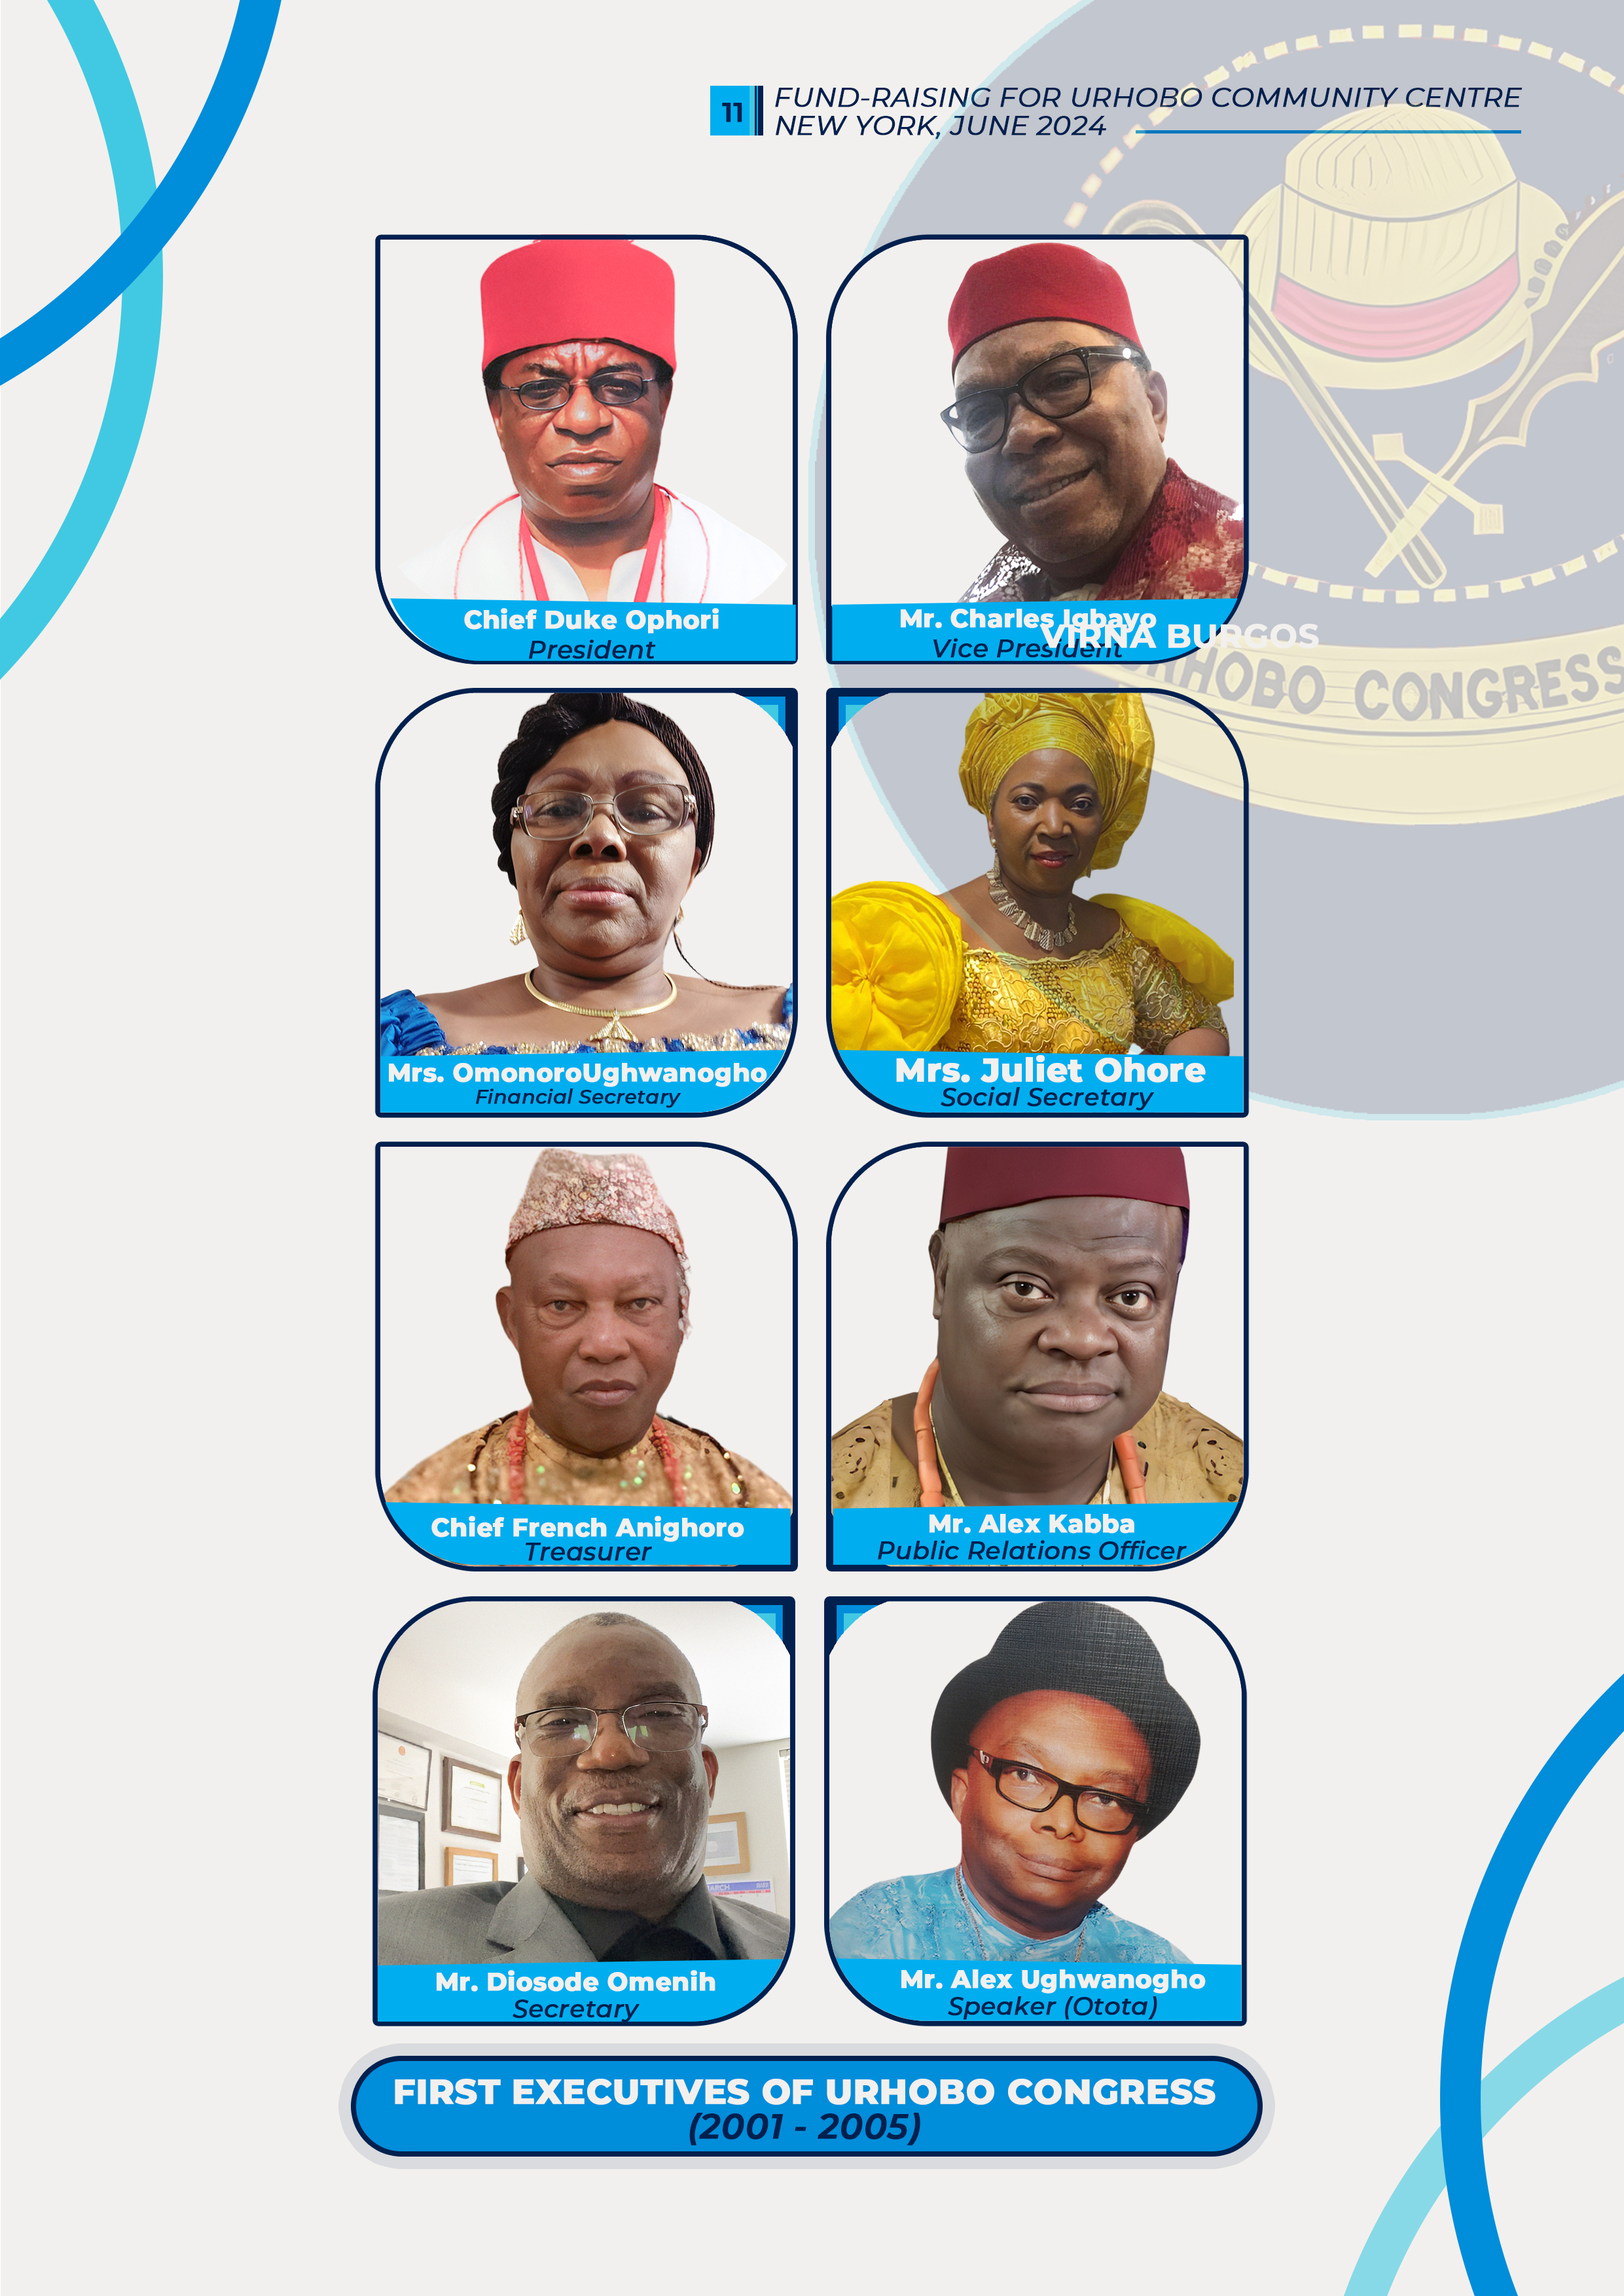 11
FUND-RAISING FOR URHOBO COMMUNITY CENTRE
NEW YORK, JUNE 2024
Chief Duke Ophori
President
Mr. Charles Igbayo
Vice President
VIRNA BURGOS
URHOBO CONGRESS
Mrs. OmonoroUghwanogho
Financial Secretary
Mrs. Juliet Ohore
Social Secretary
Chief French Anighoro
Treasurer
Mr. Alex Kabba
Public Relations Officer
Mr. Diosode Omenih
Secretary
Mr. Alex Ughwanogho
Speaker (Otota)
FIRST EXECUTIVES OF URHOBO CONGRESS
(2001 - 2005)